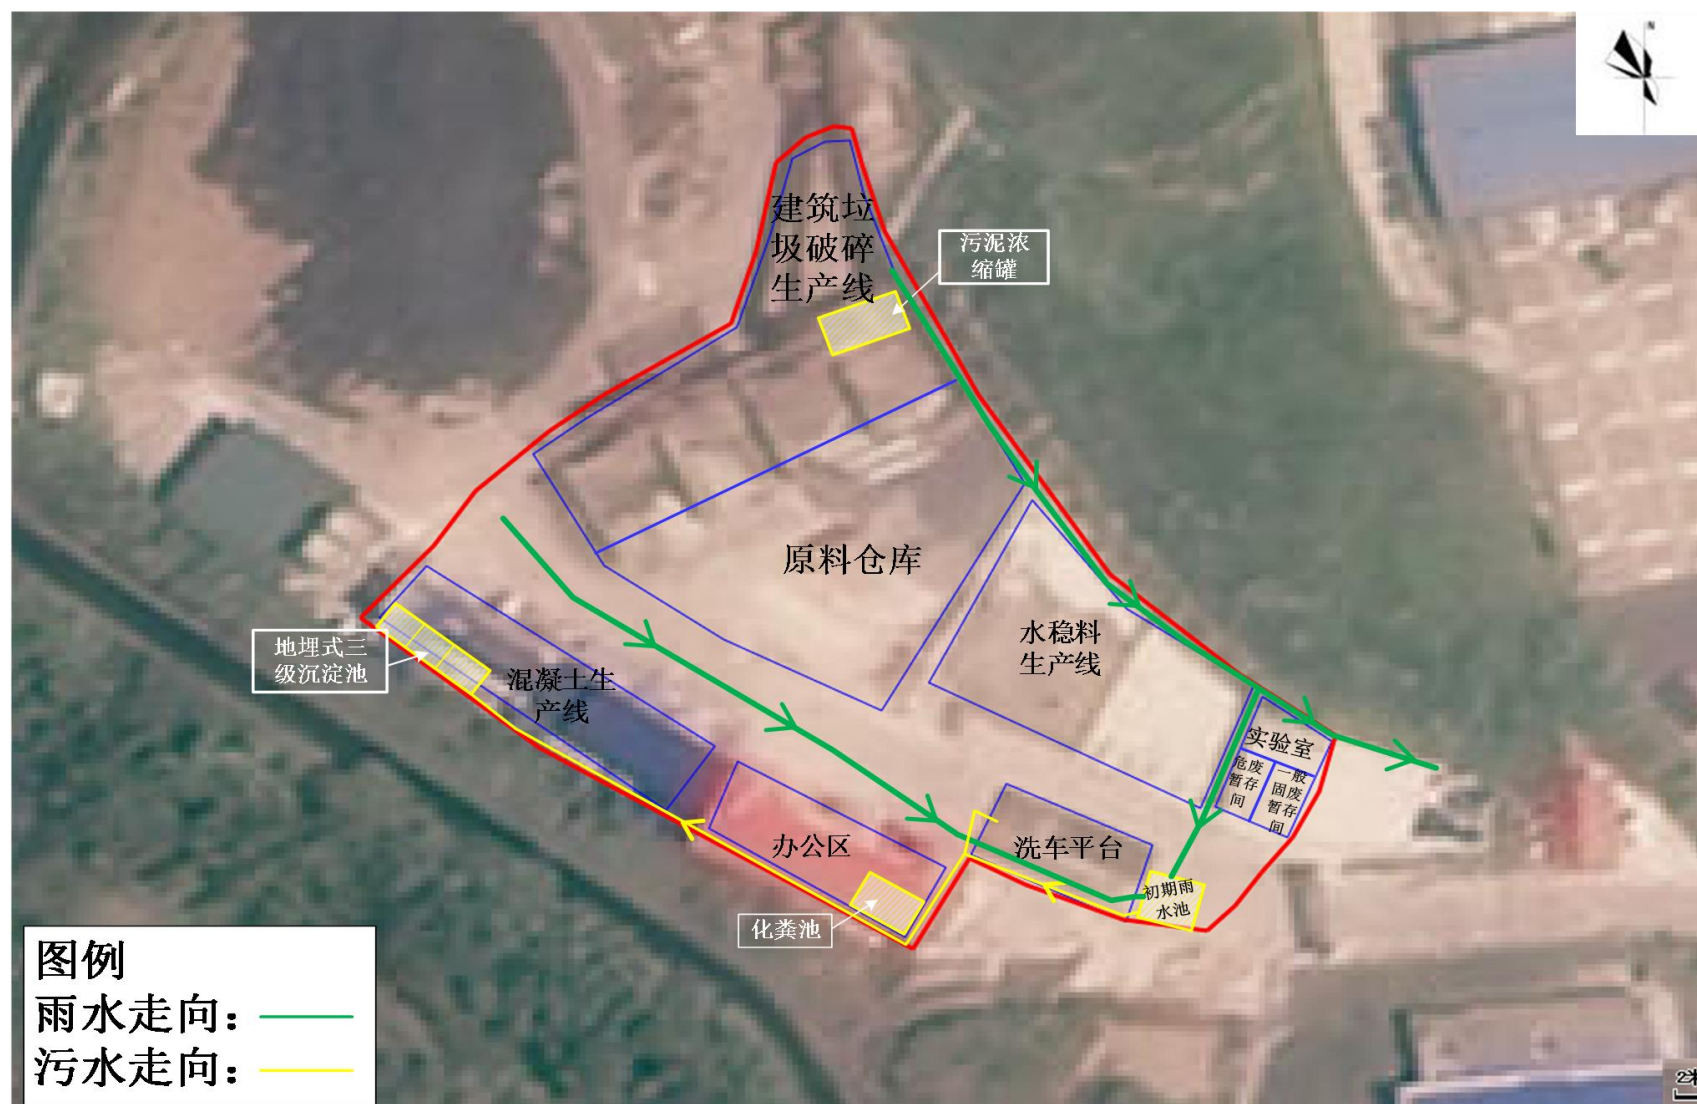 N
建筑垃
圾破碎
生产线
污泥浓
缩罐
原料仓库
水稳料
生产线
地埋式三
级沉淀池
混凝土生
产线
实验室
危废
暂存
间
一般
固废
暂存
间
办公区
洗车平台
初期雨
水池
化粪池
图例
雨水走向：
污水走向：
2米